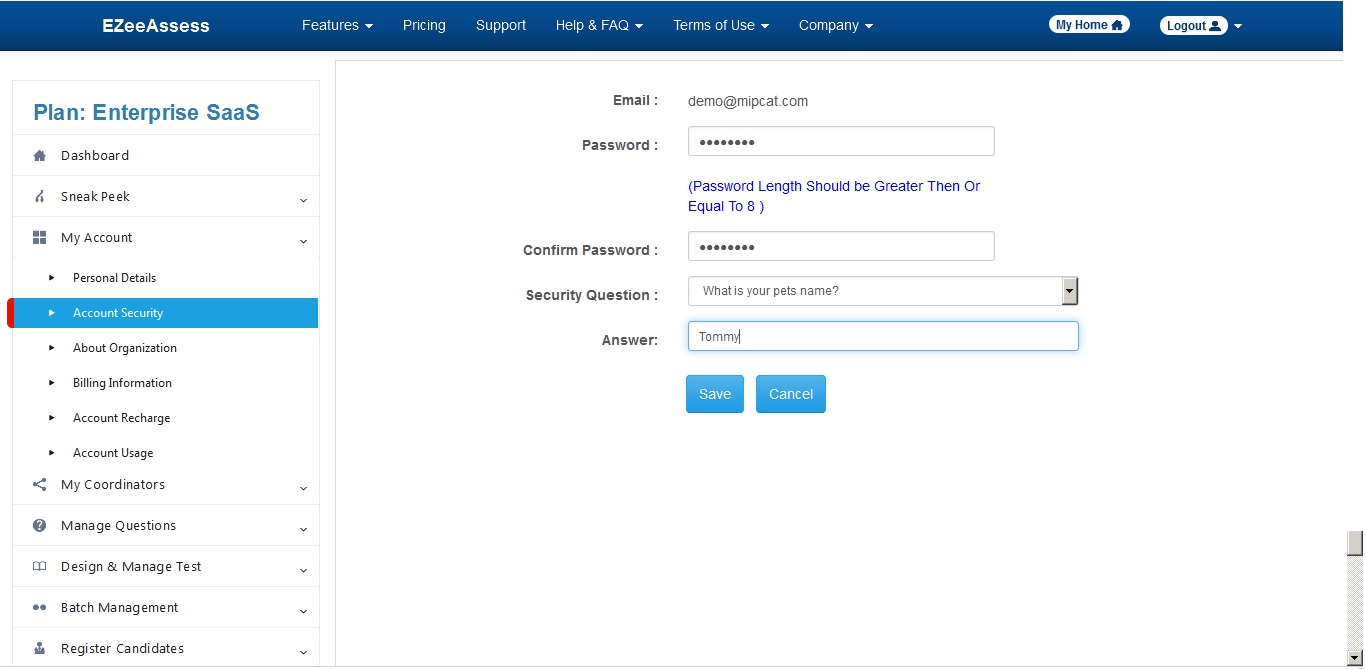 EZeeAssess Features Pricing Support Help & FAQ Terms of Use Company My Home Logout
Plan: Enterprise SaaS
Dashboard
Sneak Peek
My Account
Personal Details
Account Security
About Organization
Billing Information
Account Recharge
Account Usage
My Coordinators
Manage Questions
Design & Manage Test
Batch Management
Register Candidates
Email : demo@mipcat.com
Password : ••••••••
(Password Length Should be Greater Then Or
Equal To 8 )
Confirm Password : ••••••••
Security Question : What is your pets name?
Answer: Tommy
Save Cancel